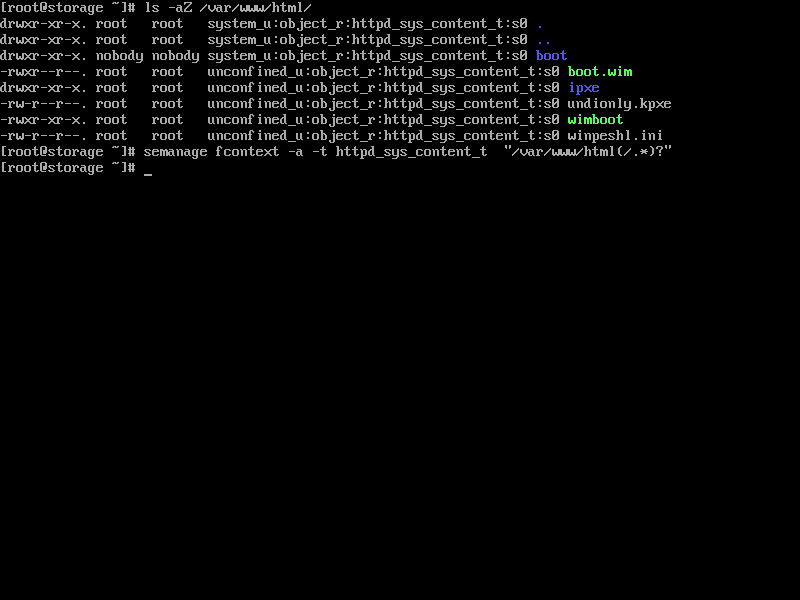 [root@storage ~]# ls -aZ /var/www/html/
drwxr-xr-x. root   root   system_u:object_r:httpd_sys_content_t:s0 .
drwxr-xr-x. root   root   system_u:object_r:httpd_sys_content_t:s0 ..
drwxr-xr-x. nobody nobody system_u:object_r:httpd_sys_content_t:s0 boot
-rwxr--r--. root   root   unconfined_u:object_r:httpd_sys_content_t:s0 boot.wim
drwxr-xr-x. root   root   unconfined_u:object_r:httpd_sys_content_t:s0 ipxe
-rw-r--r--. root   root   unconfined_u:object_r:httpd_sys_content_t:s0 undionly.kpxe
-rwxr-xr-x. root   root   unconfined_u:object_r:httpd_sys_content_t:s0 wimboot
-rw-r--r--. root   root   unconfined_u:object_r:httpd_sys_content_t:s0 winpeshl.ini
[root@storage ~]# semanage fcontext -a -t httpd_sys_content_t  "/var/www/html(/.*)?"
[root@storage ~]# _